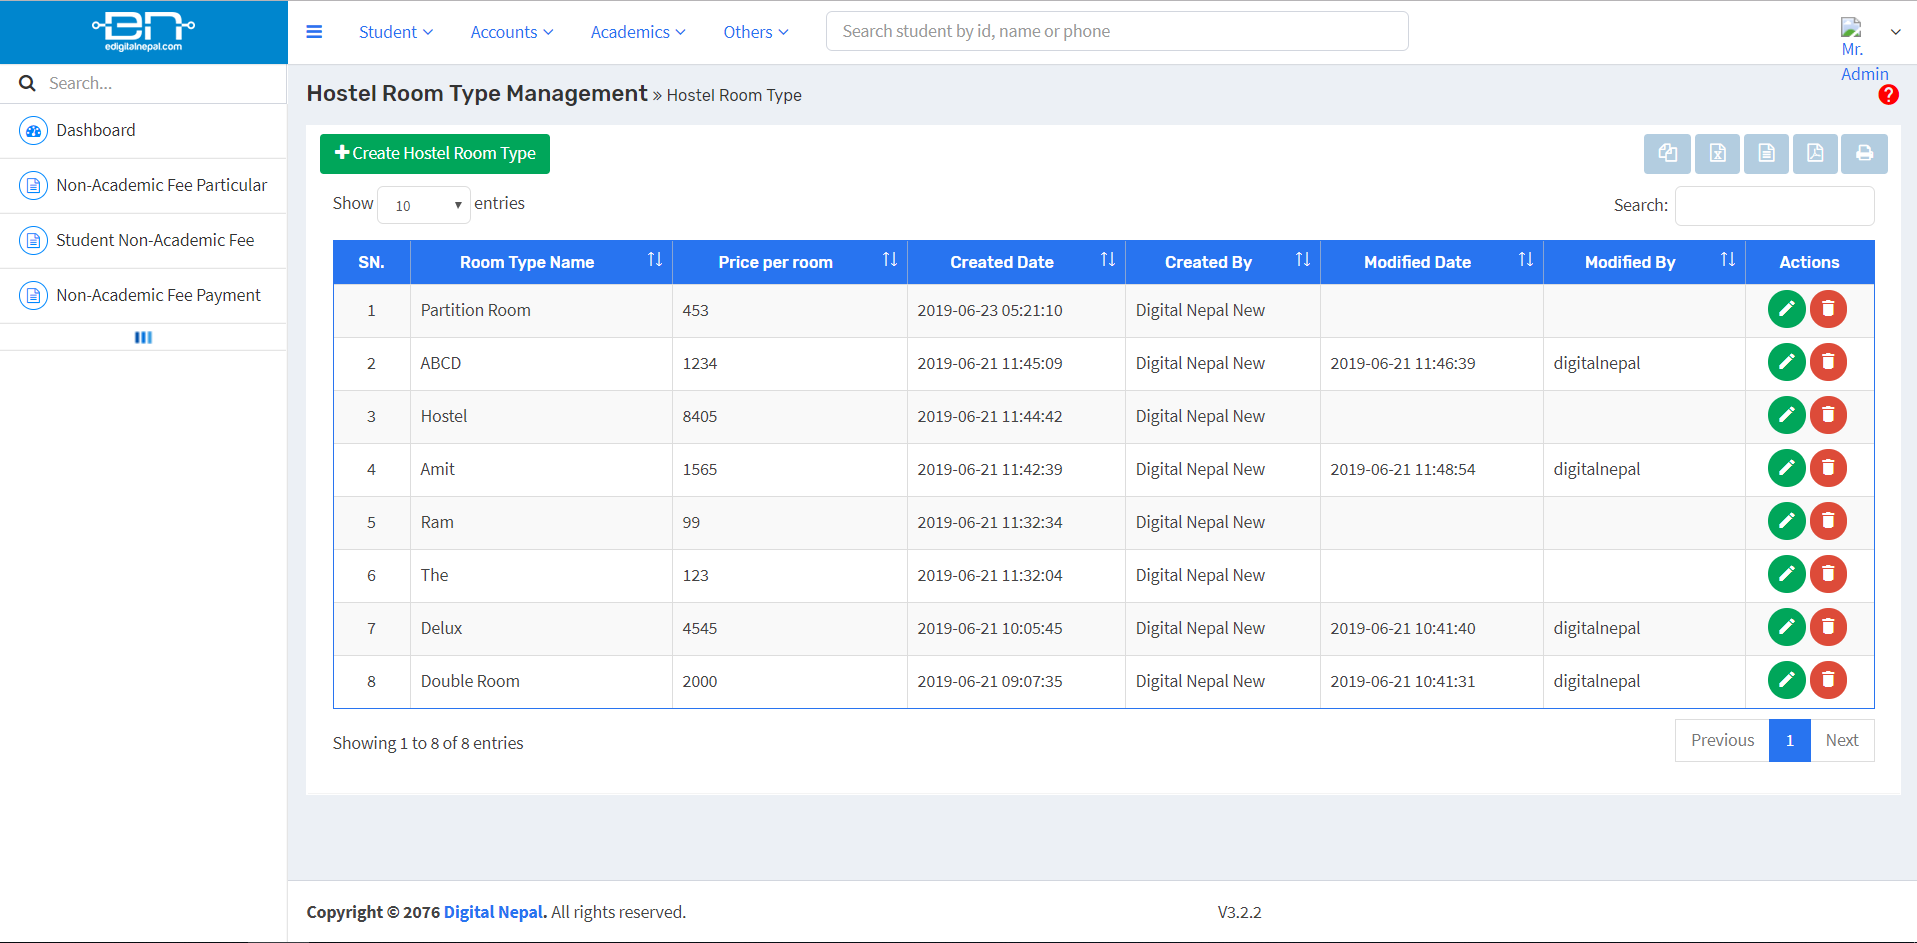 edigitalnepal.com
Student Accounts Academics Others Search student by id, name or phone
Mr. Admin
Search...
Dashboard
Non-Academic Fee Particular
Student Non-Academic Fee
Non-Academic Fee Payment
Hostel Room Type Management » Hostel Room Type
Create Hostel Room Type
Show 10 entries Search:
SN. Room Type Name Price per room Created Date Created By Modified Date Modified By Actions
1 Partition Room 453 2019-06-23 05:21:10 Digital Nepal New
2 ABCD 1234 2019-06-21 11:45:09 Digital Nepal New 2019-06-21 11:46:39 digitalnepal
3 Hostel 8405 2019-06-21 11:44:42 Digital Nepal New
4 Amit 1565 2019-06-21 11:42:39 Digital Nepal New 2019-06-21 11:48:54 digitalnepal
5 Ram 99 2019-06-21 11:32:34 Digital Nepal New
6 The 123 2019-06-21 11:32:04 Digital Nepal New
7 Delux 4545 2019-06-21 10:05:45 Digital Nepal New 2019-06-21 10:41:40 digitalnepal
8 Double Room 2000 2019-06-21 09:07:35 Digital Nepal New 2019-06-21 10:41:31 digitalnepal
Showing 1 to 8 of 8 entries Previous 1 Next
Copyright © 2076 Digital Nepal. All rights reserved. V3.2.2